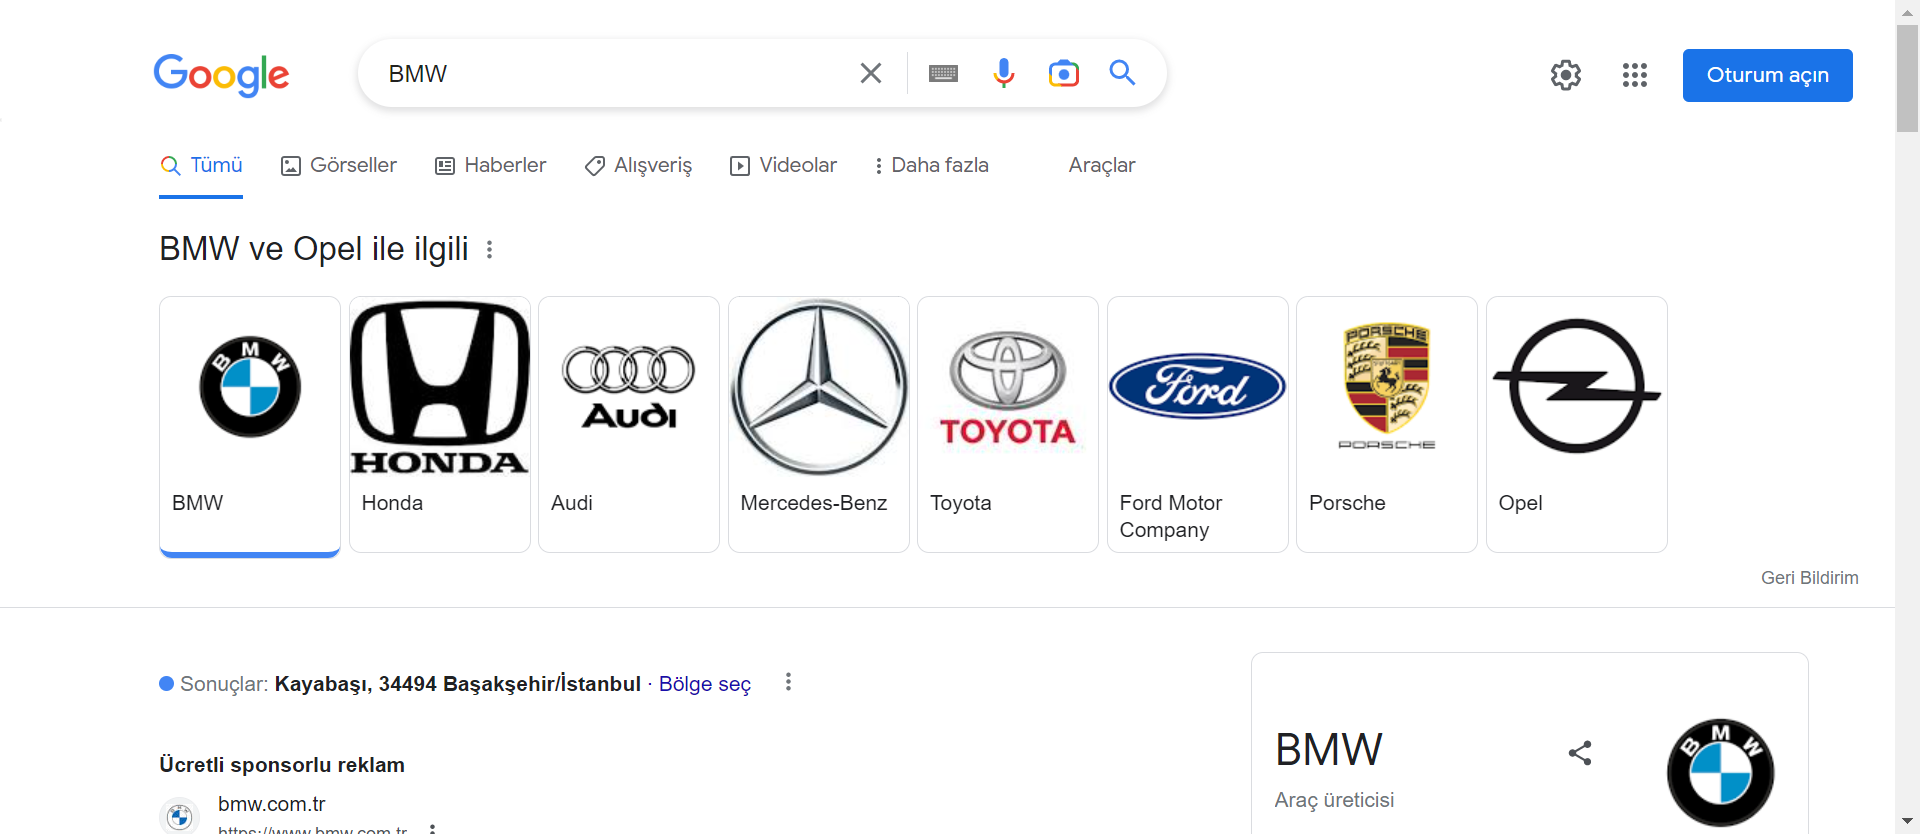 Google
BMW
Oturum açın
Tümü
Görseller
Haberler
Alışveriş
Videolar
Daha fazla
Araçlar
BMW ve Opel ile ilgili
BMW
HONDA
Audi
TOYOTA
Ford
PORSCHE
PORSCHE
BMW
Honda
Audi
Mercedes-Benz
Toyota
Ford Motor
Company
Porsche
Opel
Geri Bildirim
Sonuçlar: Kayabaşı, 34494 Başakşehir/İstanbul · Bölge seç
BMW
BMW
Araç üreticisi
Ücretli sponsorlu reklam
bmw.com.tr
https://www.bmw.com.tr